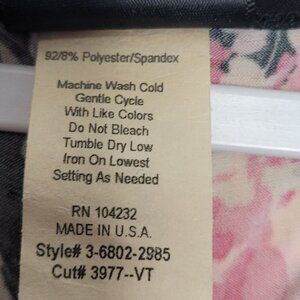 92/8% Polyester/Spandex
Machine Wash Cold
Gentle Cycle
With Like Colors
Do Not Bleach
Tumble Dry Low
Iron On Lowest
Setting As Needed
RN 104232
MADE IN U.S.A.
Style# 3-6802-2985
Cut# 3977--VT